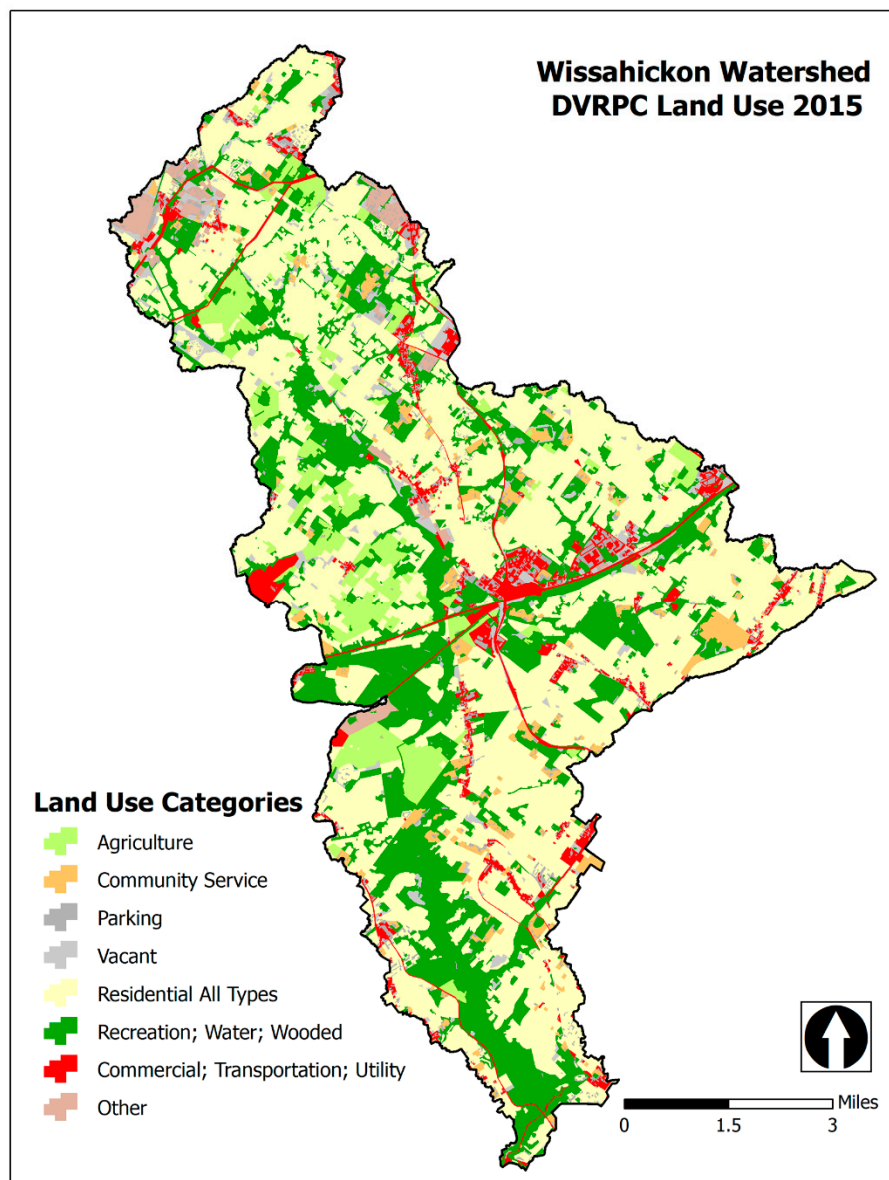 Wissahickon Watershed
DVRPC Land Use 2015
Land Use Categories
Agriculture
Community Service
Parking
Vacant
Residential All Types
Recreation; Water; Wooded
Commercial; Transportation; Utility
Other
Miles
0 1.5 3